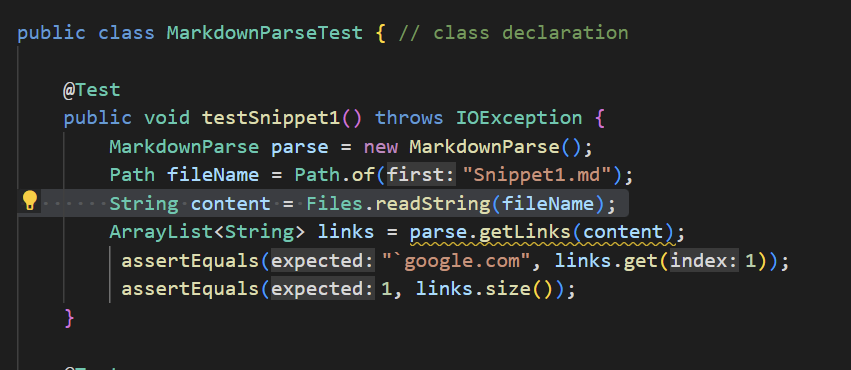 public class MarkdownParseTest { // class declaration
@Test
public void testSnippet1() throws IOException {
MarkdownParse parse = new MarkdownParse();
Path fileName = Path.of(first: "Snippet1.md");
String content = Files.readString(fileName);
ArrayList<String> links = parse.getLinks(content);
assertEquals(expected: "`google.com", links.get(index: 1));
assertEquals(expected: 1, links.size());
}